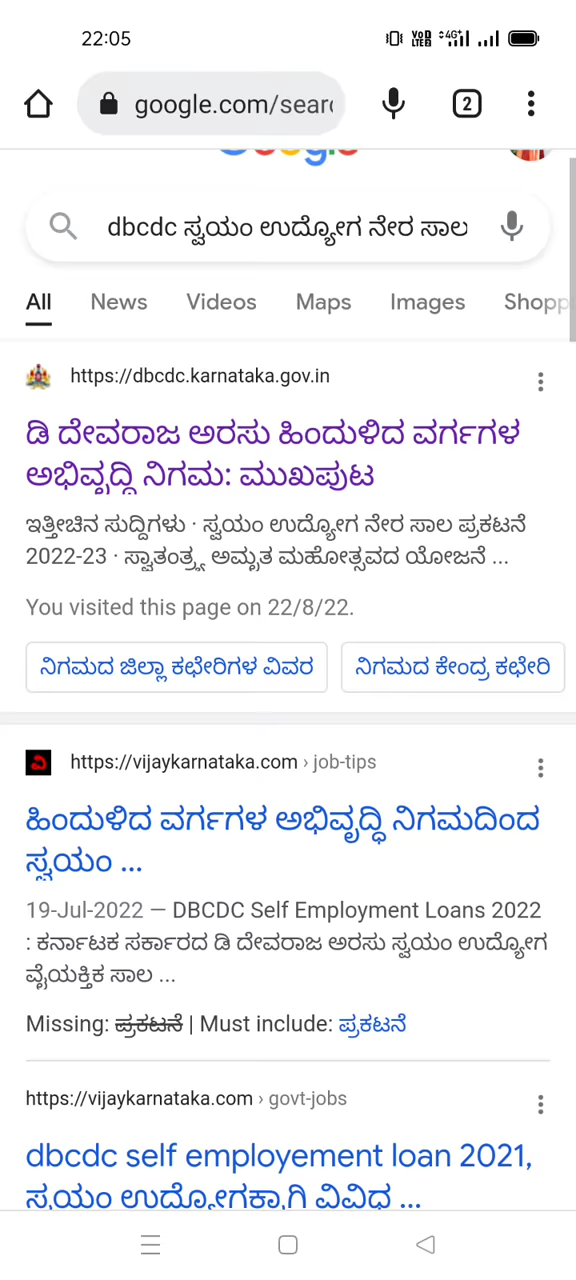 22:05
VoD LTE2 4G+
google.com/sear
2
Google
dbcdc ಸ್ವಯಂ ಉದ್ಯೋಗ ನೇರ ಸಾಲ
All News Videos Maps Images Shopp
https://dbcdc.karnataka.gov.in
ಡಿ ದೇವರಾಜ ಅರಸು ಹಿಂದುಳಿದ ವರ್ಗಗಳ
ಅಭಿವೃದ್ಧಿ ನಿಗಮ: ಮುಖಪುಟ
ಇತ್ತೀಚಿನ ಸುದ್ದಿಗಳು · ಸ್ವಯಂ ಉದ್ಯೋಗ ನೇರ ಸಾಲ ಪ್ರಕಟನೆ
2022-23 · ಸ್ವಾತಂತ್ರ್ಯ ಅಮೃತ ಮಹೋತ್ಸವದ ಯೋಜನೆ ...
You visited this page on 22/8/22.
ನಿಗಮದ ಜಿಲ್ಲಾ ಕಛೇರಿಗಳ ವಿವರ ನಿಗಮದ ಕೇಂದ್ರ ಕಛೇರಿ
ವಿ https://vijaykarnataka.com › job-tips
ಹಿಂದುಳಿದ ವರ್ಗಗಳ ಅಭಿವೃದ್ಧಿ ನಿಗಮದಿಂದ
ಸ್ವಯಂ ...
19-Jul-2022 — DBCDC Self Employment Loans 2022
: ಕರ್ನಾಟಕ ಸರ್ಕಾರದ ಡಿ ದೇವರಾಜ ಅರಸು ಸ್ವಯಂ ಉದ್ಯೋಗ
ವೈಯಕ್ತಿಕ ಸಾಲ ...
Missing: ಪ್ರಕಟನೆ | Must include: ಪ್ರಕಟನೆ
https://vijaykarnataka.com › govt-jobs
dbcdc self employement loan 2021,
ಸ್ವಯಂ ಉದ್ಯೋಗಕ್ಕಾಗಿ ವಿವಿಧ ...